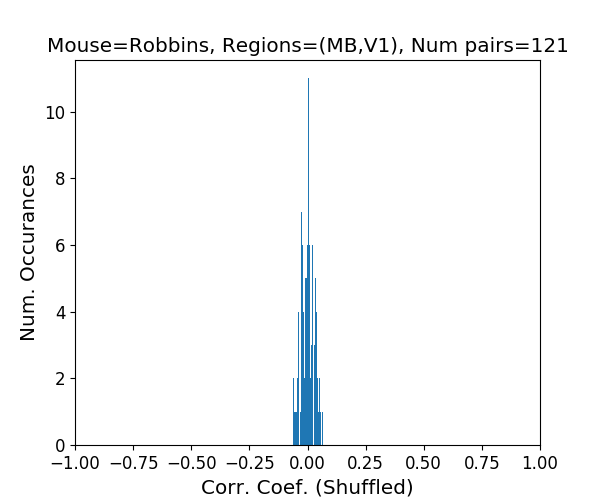 Mouse=Robbins, Regions=(MB,V1), Num pairs=121
Num. Occurances
10
8
6
4
2
0
−1.00 −0.75 −0.50 −0.25 0.00 0.25 0.50 0.75 1.00
Corr. Coef. (Shuffled)